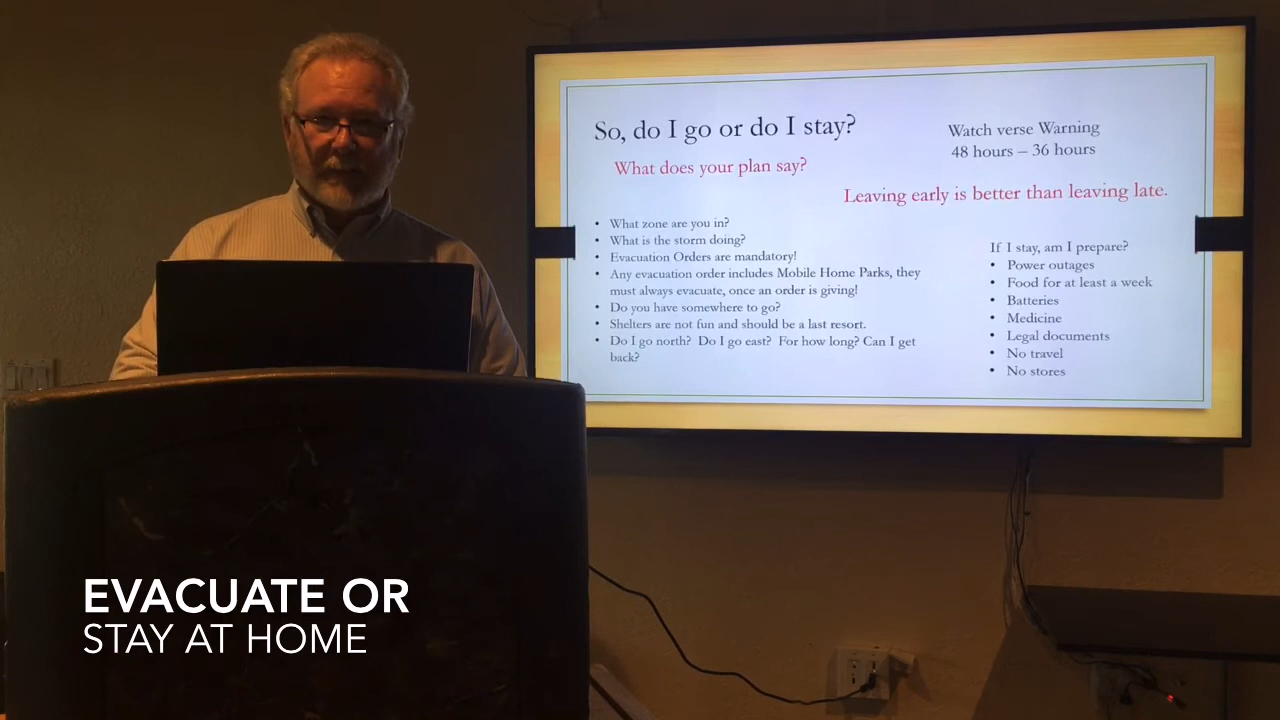 So, do I go or do I stay?
What does your plan say?
Watch verse Warning
48 hours – 36 hours
Leaving early is better than leaving late.
• What zone are you in?
• What is the storm doing?
• Evacuation Orders are mandatory!
• Any evacuation order includes Mobile Home Parks, they
must always evacuate, once an order is giving!
• Do you have somewhere to go?
• Shelters are not fun and should be a last resort.
• Do I go north? Do I go east? For how long? Can I get
back?
If I stay, am I prepare?
• Power outages
• Food for at least a week
• Batteries
• Medicine
• Legal documents
• No travel
• No stores
EVACUATE OR
STAY AT HOME